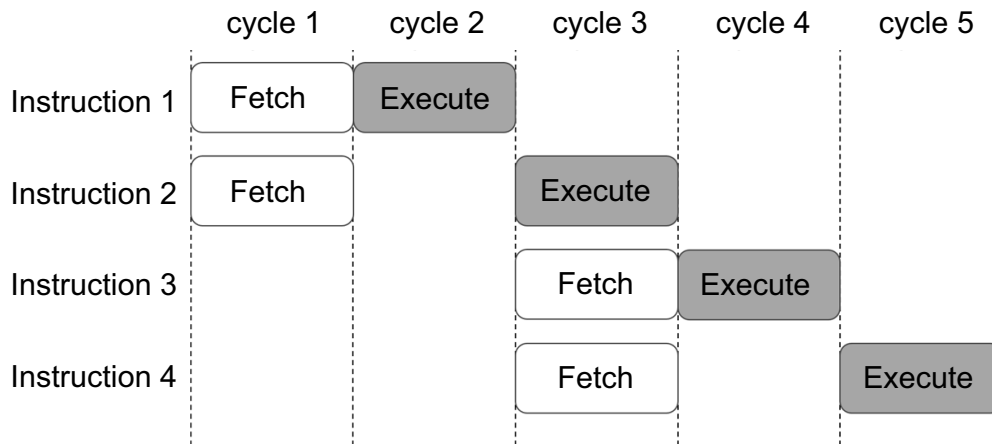 cycle 1 cycle 2 cycle 3 cycle 4 cycle 5
Instruction 1 Fetch Execute
Instruction 2 Fetch Execute
Instruction 3 Fetch Execute
Instruction 4 Fetch Execute